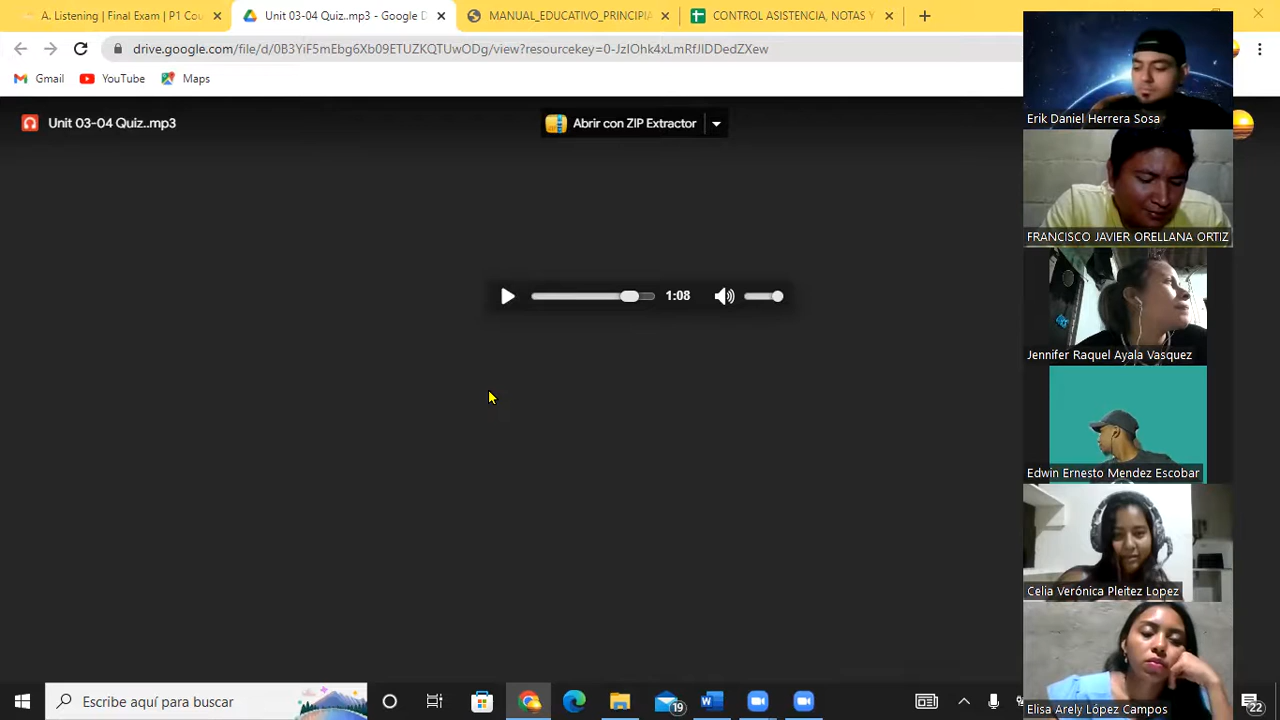 A. Listening | Final Exam | P1 Cou
Unit 03-04 Quiz..mp3 - Google D
MANUAL_EDUCATIVO_PRINCIPIA
CONTROL ASISTENCIA, NOTAS Y
drive.google.com/file/d/0B3YiF5mEbg6Xb09ETUZKQTUwODg/view?resourcekey=0-JzIOhk4xLmRfJIDDedZXew
Gmail
YouTube
Maps
Unit 03-04 Quiz..mp3
Abrir con ZIP Extractor
1:08
Erik Daniel Herrera Sosa
FRANCISCO JAVIER ORELLANA ORTIZ
Jennifer Raquel Ayala Vasquez
Edwin Ernesto Mendez Escobar
Celia Verónica Pleitez Lopez
Elisa Arely López Campos
Escribe aquí para buscar
19
22